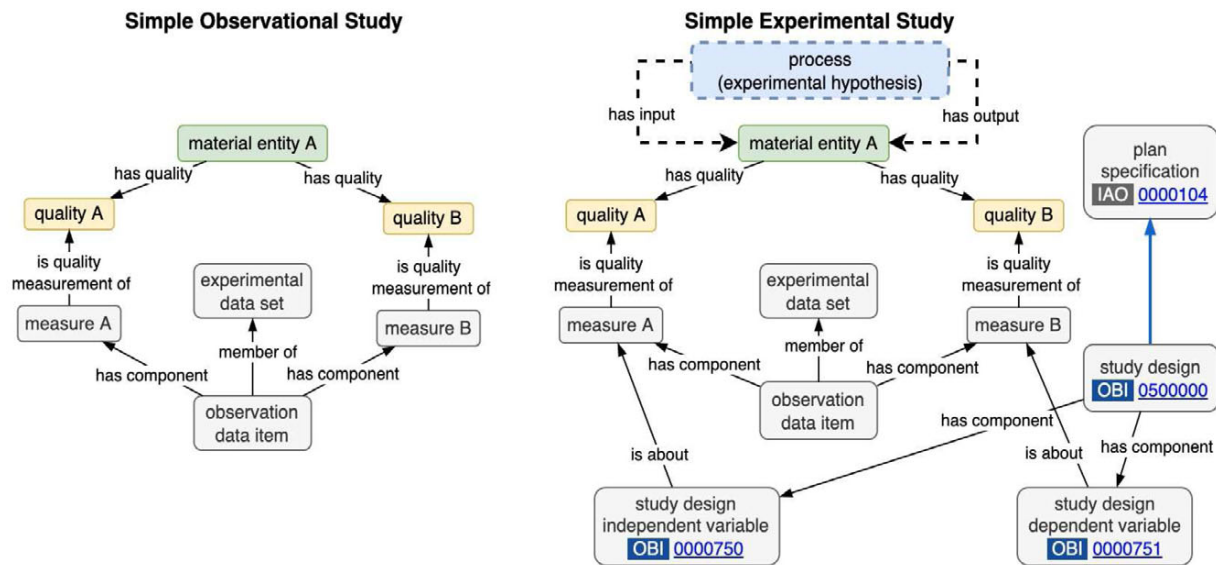 Simple Observational Study
material entity A
has quality
has quality
quality A
quality B
is quality
measurement of
is quality
measurement of
experimental
data set
measure A
measure B
member of
has component
has component
observation
data item
Simple Experimental Study
process
(experimental hypothesis)
has input
has output
material entity A
has quality
has quality
quality A
quality B
is quality
measurement of
is quality
measurement of
experimental
data set
measure A
measure B
member of
has component
has component
observation
data item
plan
specification
IAO 0000104
study design
OBI 0500000
has component
has component
is about
is about
study design
independent variable
OBI 0000750
study design
dependent variable
OBI 0000751